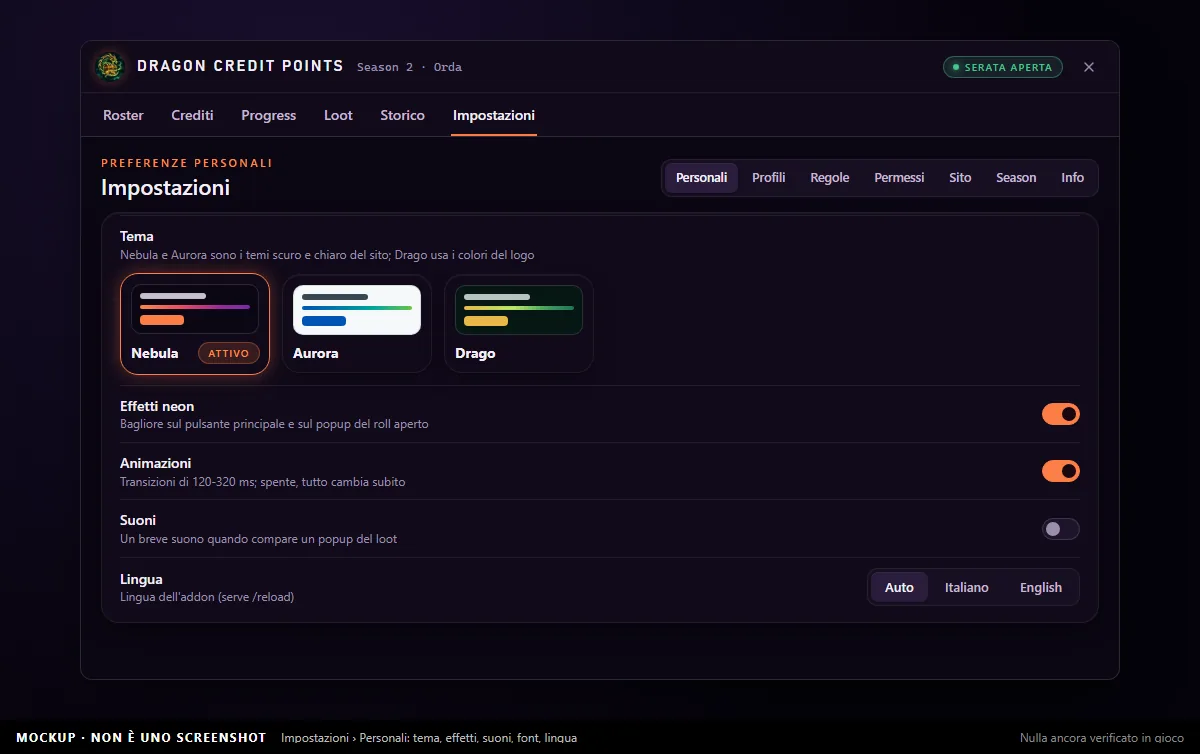 DRAGON CREDIT POINTS Season 2 · Orda SERATA APERTA
Roster Crediti Progress Loot Storico Impostazioni
PREFERENZE PERSONALI
Impostazioni
Personali Profili Regole Permessi Sito Season Info
Tema
Nebula e Aurora sono i temi scuro e chiaro del sito; Drago usa i colori del logo
Nebula ATTIVO Aurora Drago
Effetti neon
Bagliore sul pulsante principale e sul popup del roll aperto
Animazioni
Transizioni di 120-320 ms; spente, tutto cambia subito
Suoni
Un breve suono quando compare un popup del loot
Lingua
Lingua dell'addon (serve /reload)
Auto Italiano English
MOCKUP · NON È UNO SCREENSHOT Impostazioni › Personali: tema, effetti, suoni, font, lingua Nulla ancora verificato in gioco